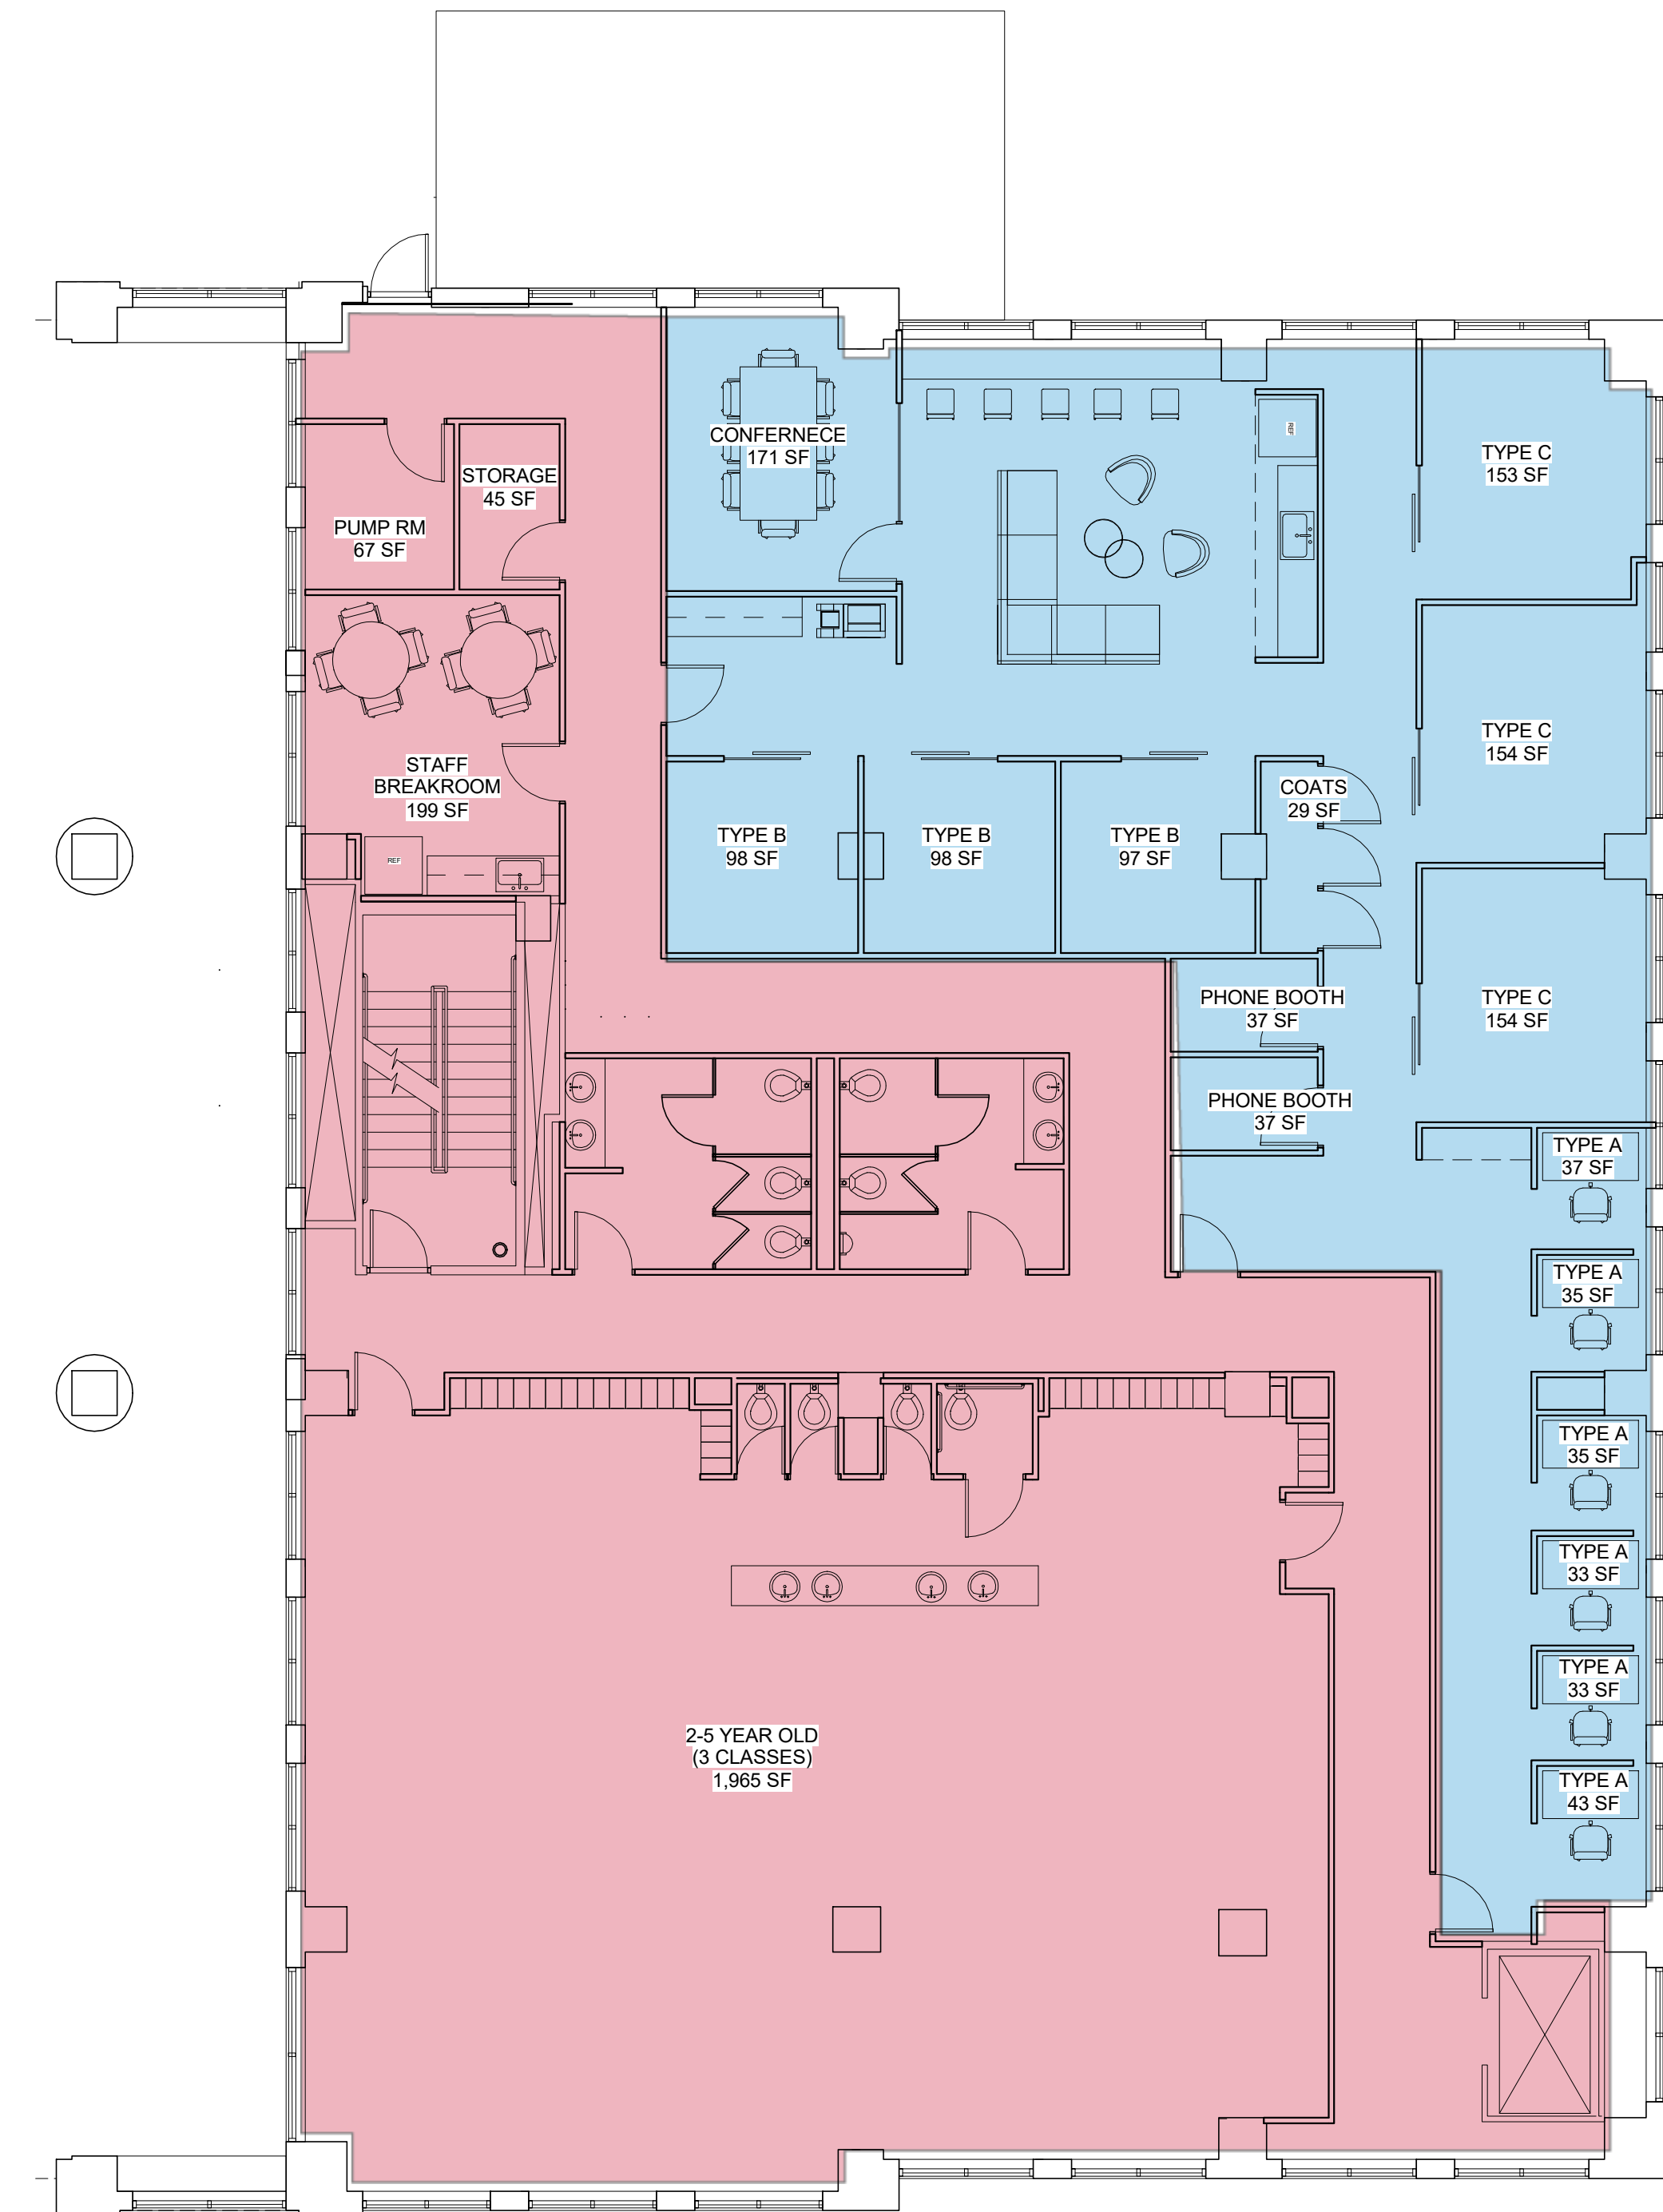 CONFERNECE
171 SF
REF
TYPE C
153 SF
STORAGE
45 SF
PUMP RM
67 SF
TYPE C
154 SF
STAFF
BREAKROOM
199 SF
COATS
29 SF
TYPE B
98 SF
TYPE B
98 SF
TYPE B
97 SF
REF
PHONE BOOTH
37 SF
TYPE C
154 SF
PHONE BOOTH
37 SF
TYPE A
37 SF
TYPE A
35 SF
TYPE A
35 SF
TYPE A
33 SF
TYPE A
33 SF
2-5 YEAR OLD
(3 CLASSES)
1,965 SF
TYPE A
43 SF